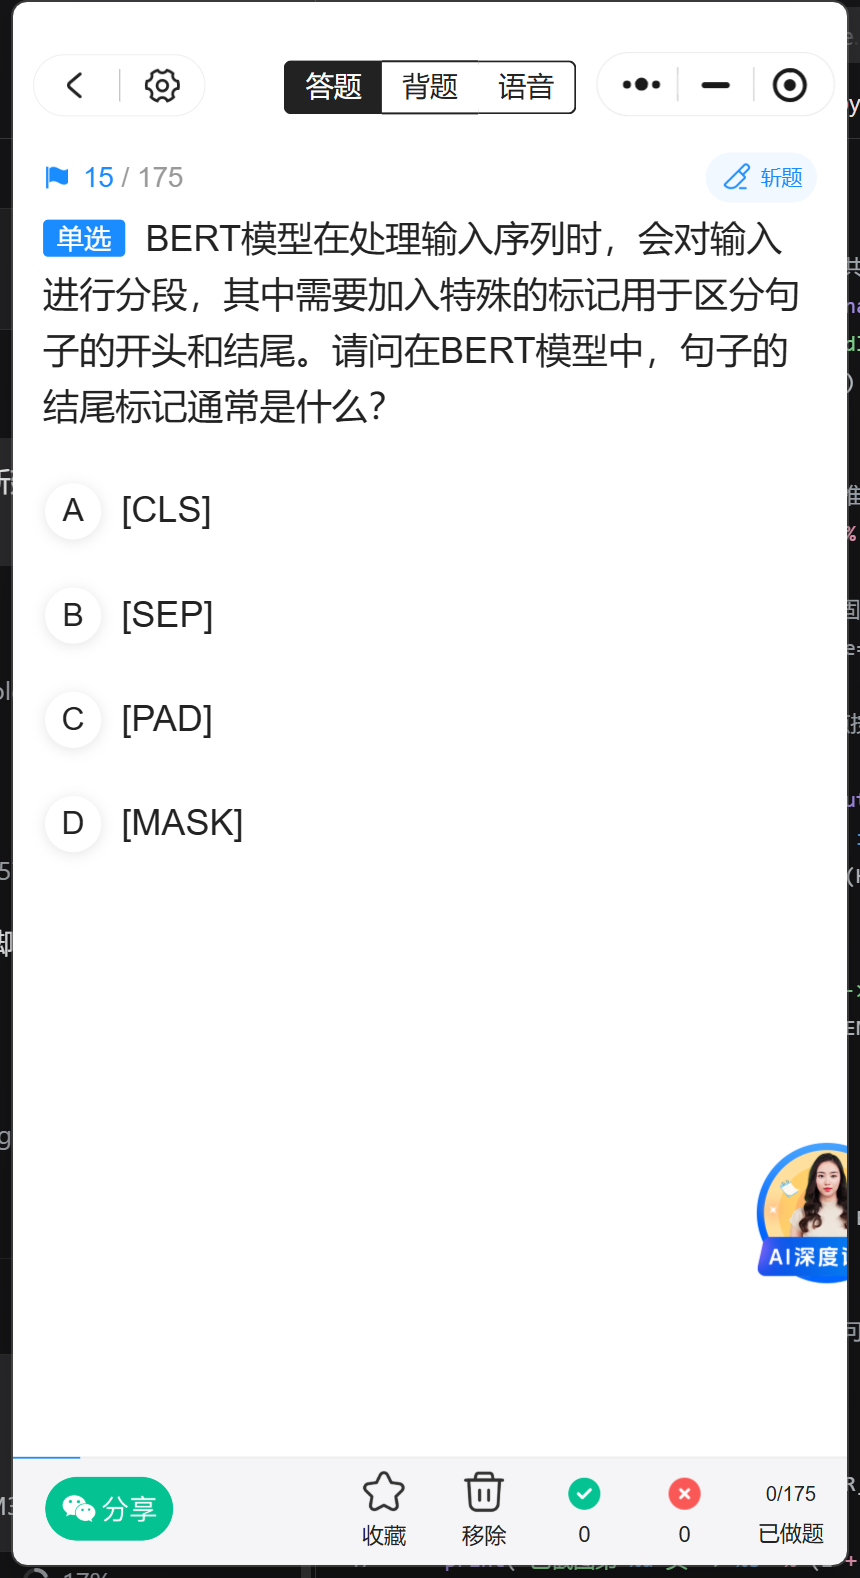 答题 背题 语音
15 / 175
斩题
单选 BERT模型在处理输入序列时，会对输入
进行分段，其中需要加入特殊的标记用于区分句
子的开头和结尾。请问在BERT模型中，句子的
结尾标记通常是什么？
A [CLS]
B [SEP]
C [PAD]
D [MASK]
AI深度
分享
收藏
移除
0
0
0/175
已做题